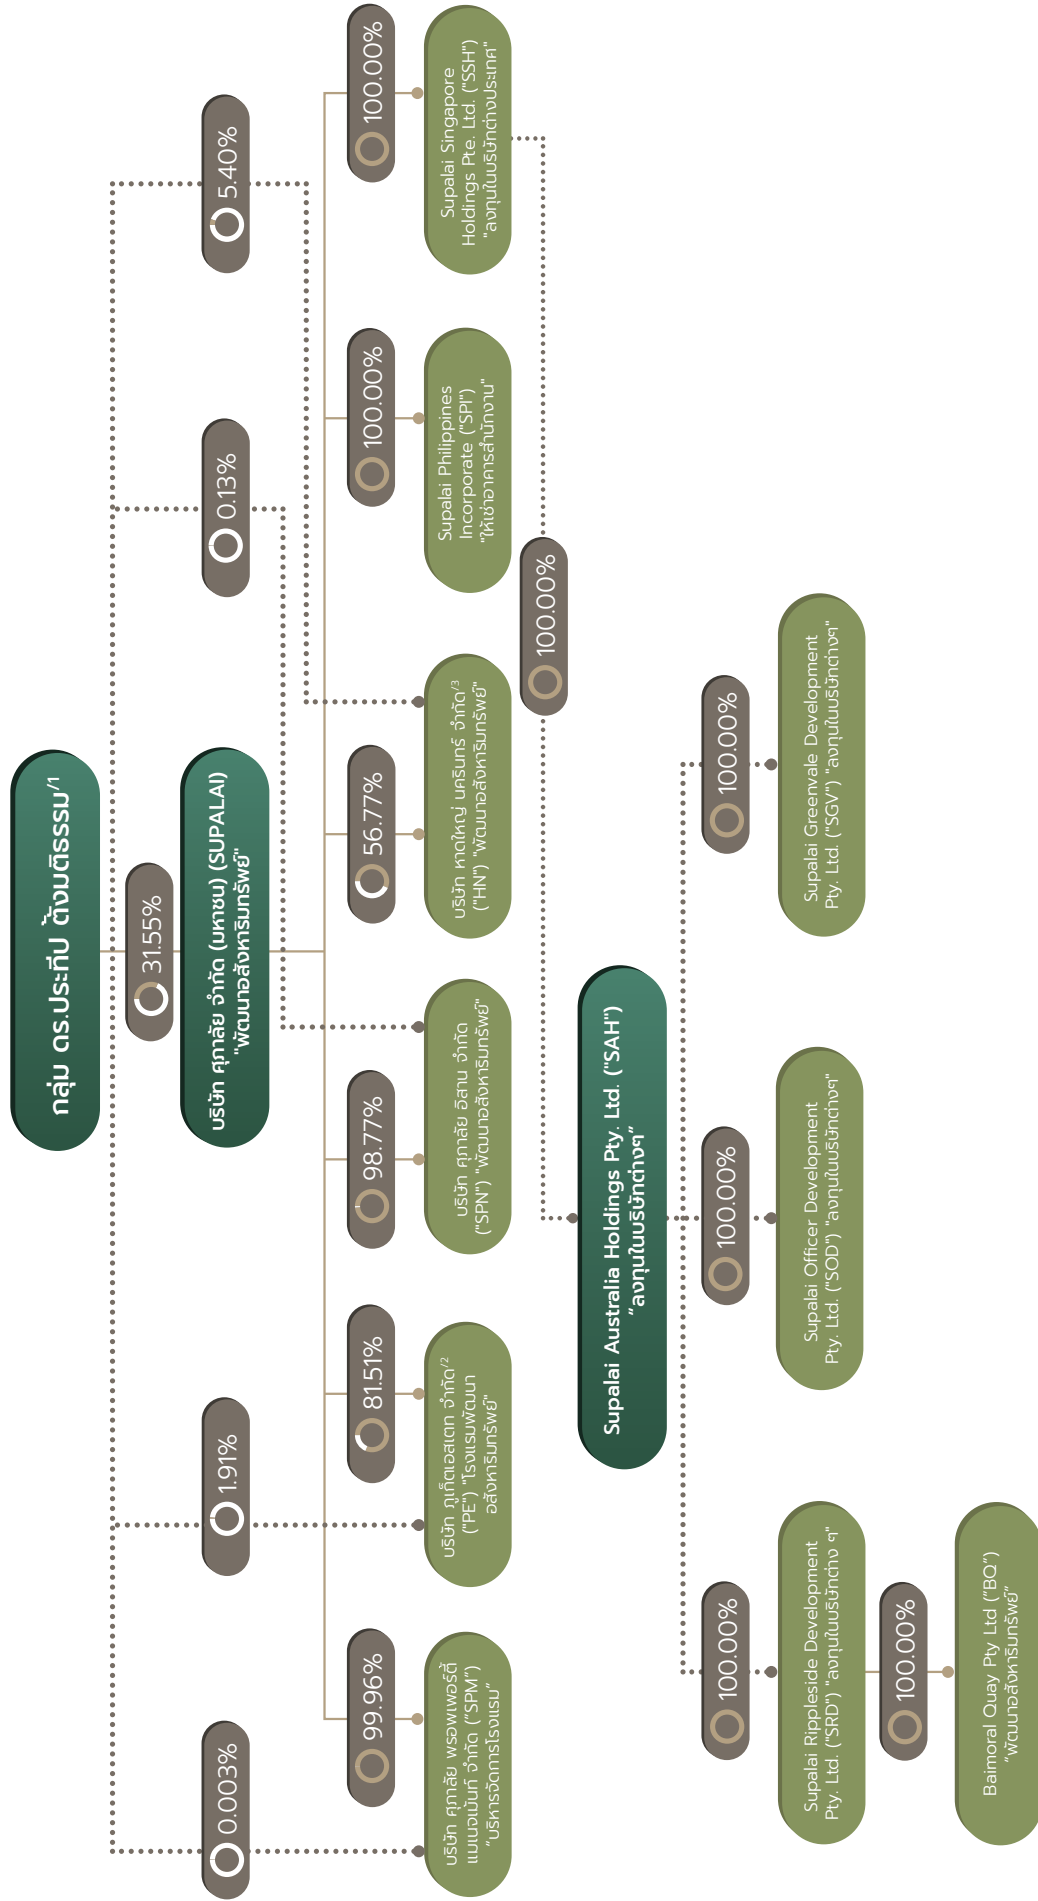 กลุ่ม ดร.ประทีป ตั้งมติธรรม/1
31.55%
บริษัท ศุภาลัย จำกัด (มหาชน) (SUPALAI)
"พัฒนาอสังหาริมทรัพย์"
0.003%
1.91%
0.13%
5.40%
99.96%
81.51%
98.77%
56.77%
100.00%
100.00%
บริษัท ศุภาลัย พรอพเพอร์ตี้
แมเนจเม้นท์ จำกัด ("SPM")
"บริหารจัดการโรงแรม"
บริษัท ภูเก็ตเอสเตท จำกัด/2
("PE") "โรงแรมพัฒนา
อสังหาริมทรัพย์"
บริษัท ศุภาลัย อิสาน จำกัด
("SPN") "พัฒนาอสังหาริมทรัพย์"
บริษัท หาดใหญ่ นครินทร์ จำกัด/3
("HN") "พัฒนาอสังหาริมทรัพย์"
Supalai Philippines
Incorporate ("SPI")
"ให้เช่าอาคารสำนักงาน"
Supalai Singapore
Holdings Pte. Ltd. ("SSH")
"ลงทุนในบริษัทต่างประเทศ"
100.00%
Supalai Australia Holdings Pty. Ltd. ("SAH")
"ลงทุนในบริษัทต่างๆ"
100.00%
100.00%
100.00%
Supalai Rippleside Development
Pty. Ltd. ("SRD") "ลงทุนในบริษัทต่าง ๆ"
Supalai Officer Development
Pty. Ltd. ("SOD") "ลงทุนในบริษัทต่างๆ"
Supalai Greenvale Development
Pty. Ltd. ("SGV") "ลงทุนในบริษัทต่างๆ"
100.00%
Baimoral Quay Pty Ltd ("BQ")
"พัฒนาอสังหาริมทรัพย์"